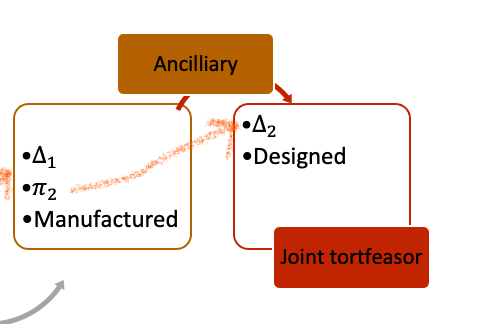 Ancilliary
•Δ₁
•π₂
•Manufactured
•Δ₂
•Designed
Joint tortfeasor